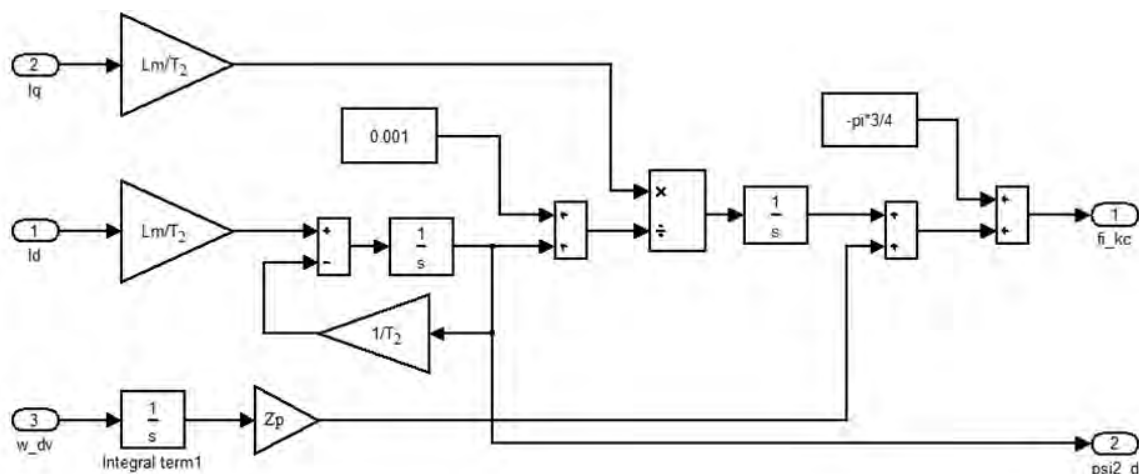 2
Iq
Lm/T2
0.001
-pi*3/4
×
÷
1
s
+
+
+
+
1
fi_kc
1
Id
Lm/T2
+
−
1
s
+
+
1/T2
3
w_dv
1
s
Integral term1
Zp
2
psi2_d